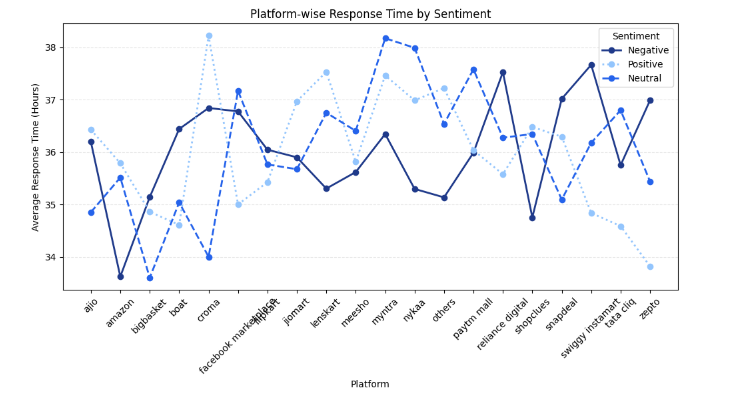 Platform-wise Response Time by Sentiment
Sentiment
Negative
Positive
Neutral
Average Response Time (Hours)
38
37
36
35
34
ajio
amazon
bigbasket
boat
croma
facebook marketplace
flipkart
jiomart
lenskart
meesho
myntra
nykaa
others
paytm mall
reliance digital
shopclues
snapdeal
swiggy instamart
tata cliq
zepto
Platform